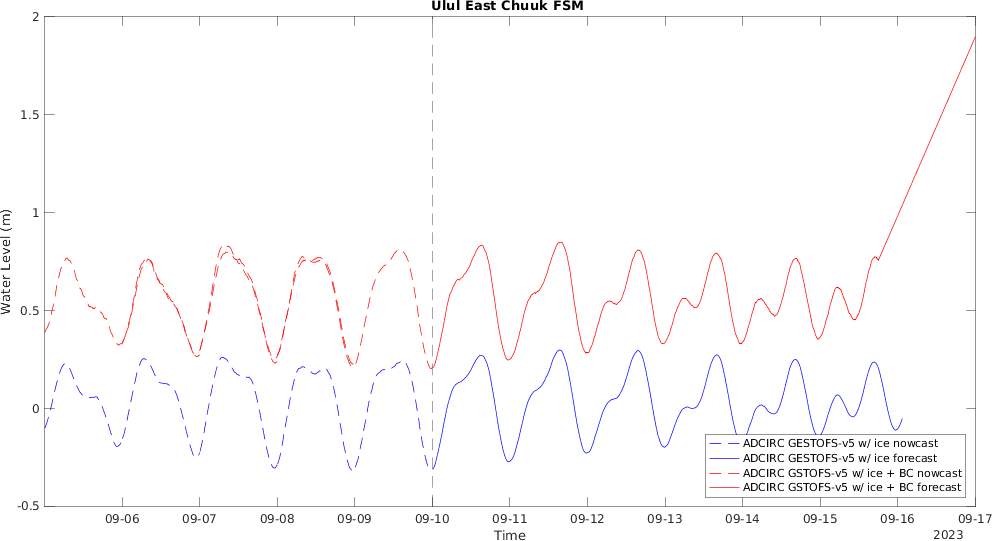 Ulul East Chuuk FSM
2
1.5
1
0.5
0
-0.5
Water Level (m)
ADCIRC GESTOFS-v5 w/ ice nowcast
ADCIRC GESTOFS-v5 w/ ice forecast
ADCIRC GSTOFS-v5 w/ ice + BC nowcast
ADCIRC GSTOFS-v5 w/ ice + BC forecast
09-06 09-07 09-08 09-09 09-10 09-11 09-12 09-13 09-14 09-15 09-16 09-17
Time
2023